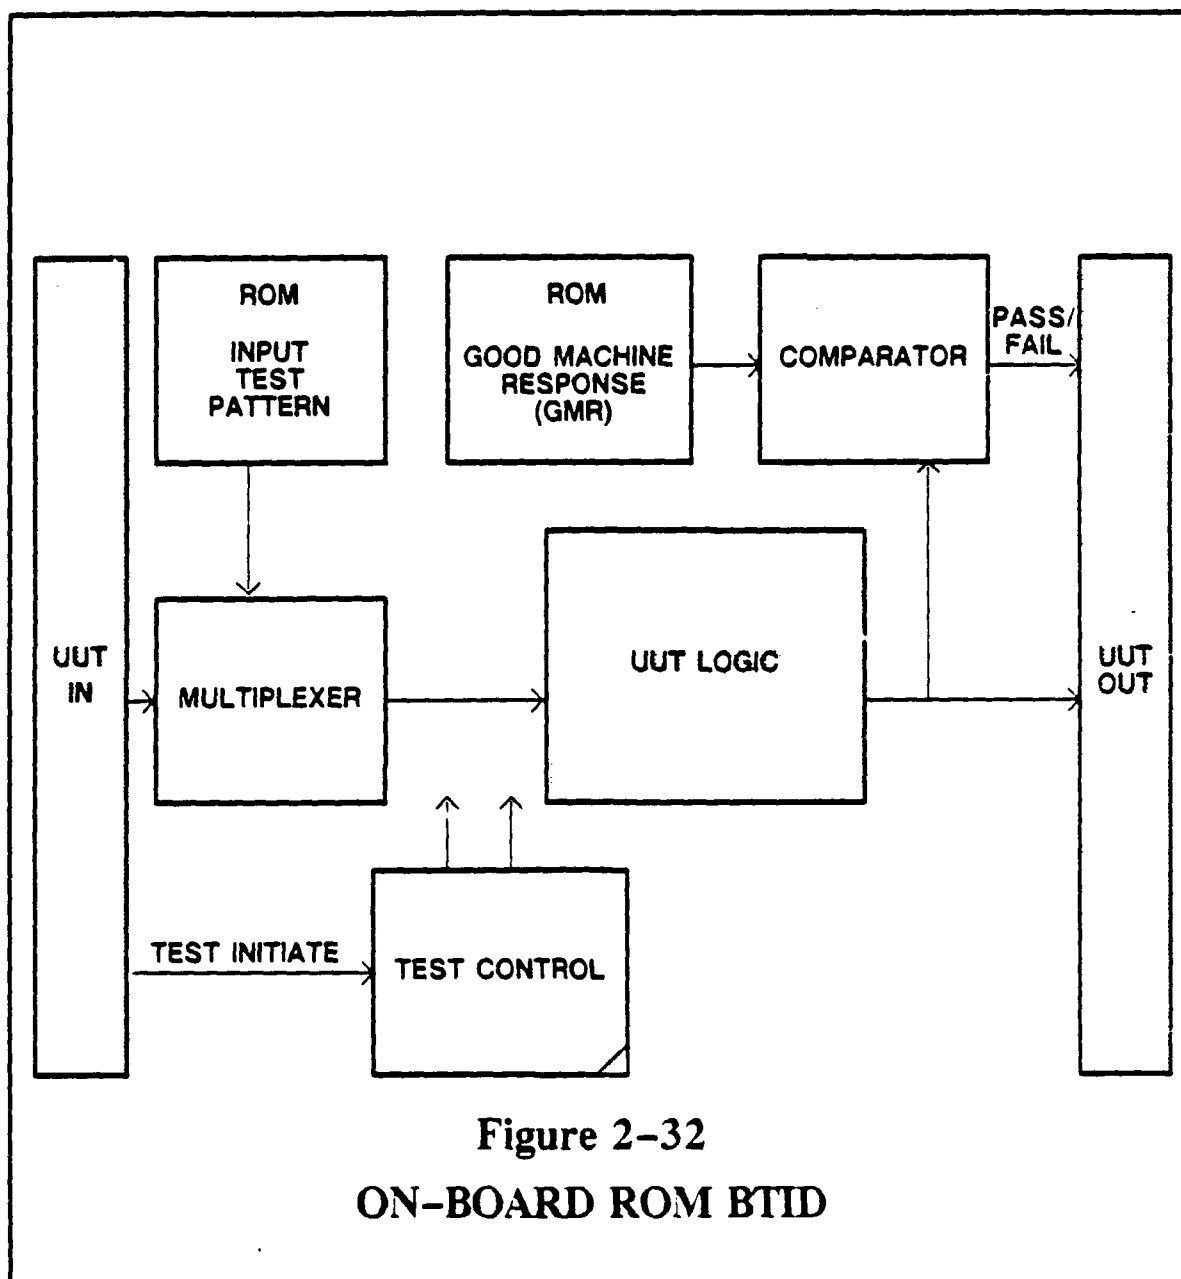 ROM
INPUT
TEST
PATTERN
ROM
GOOD MACHINE
RESPONSE
(GMR)
COMPARATOR
PASS/
FAIL
UUT
IN
MULTIPLEXER
UUT LOGIC
UUT
OUT
TEST INITIATE
TEST CONTROL
Figure 2-32
ON-BOARD ROM BTID